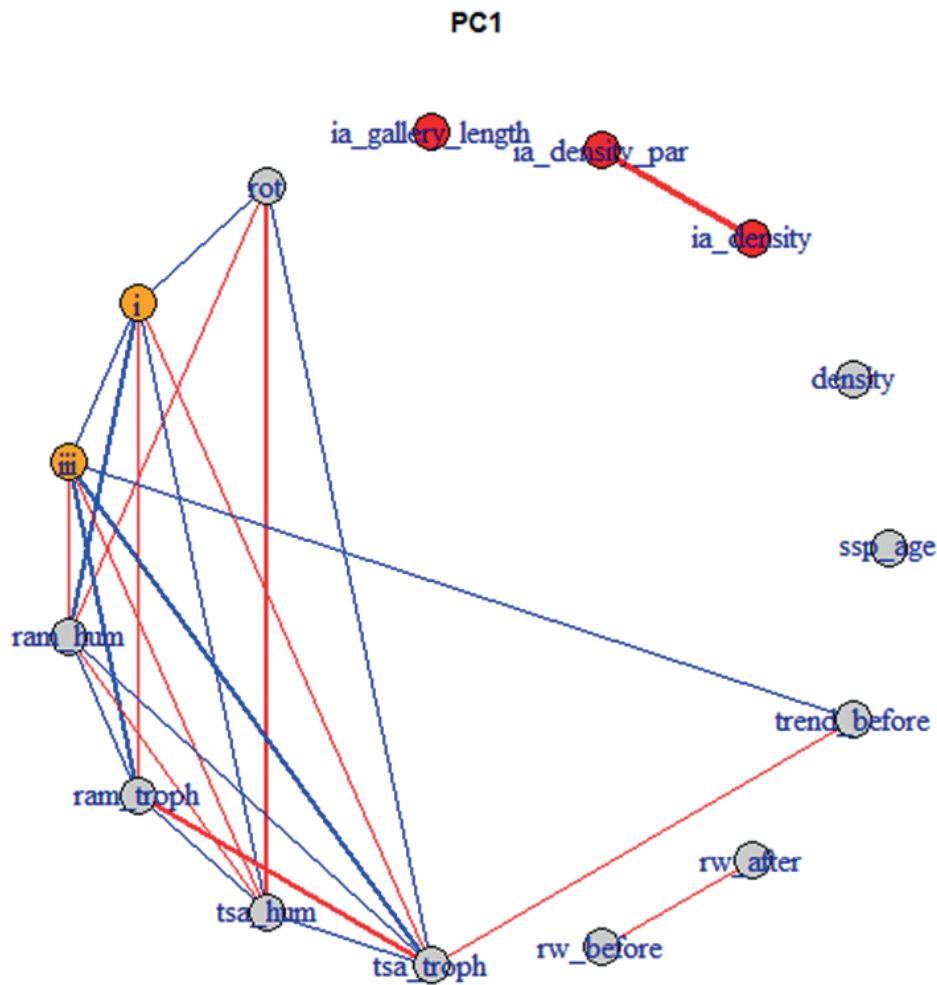 PC1
ia_gallery_length
ia_density_par
rot
ia_density
i
density
iii
ssp_age
ram_hum
trend_before
ram_troph
rw_after
tsa_hum
rw_before
tsa_troph